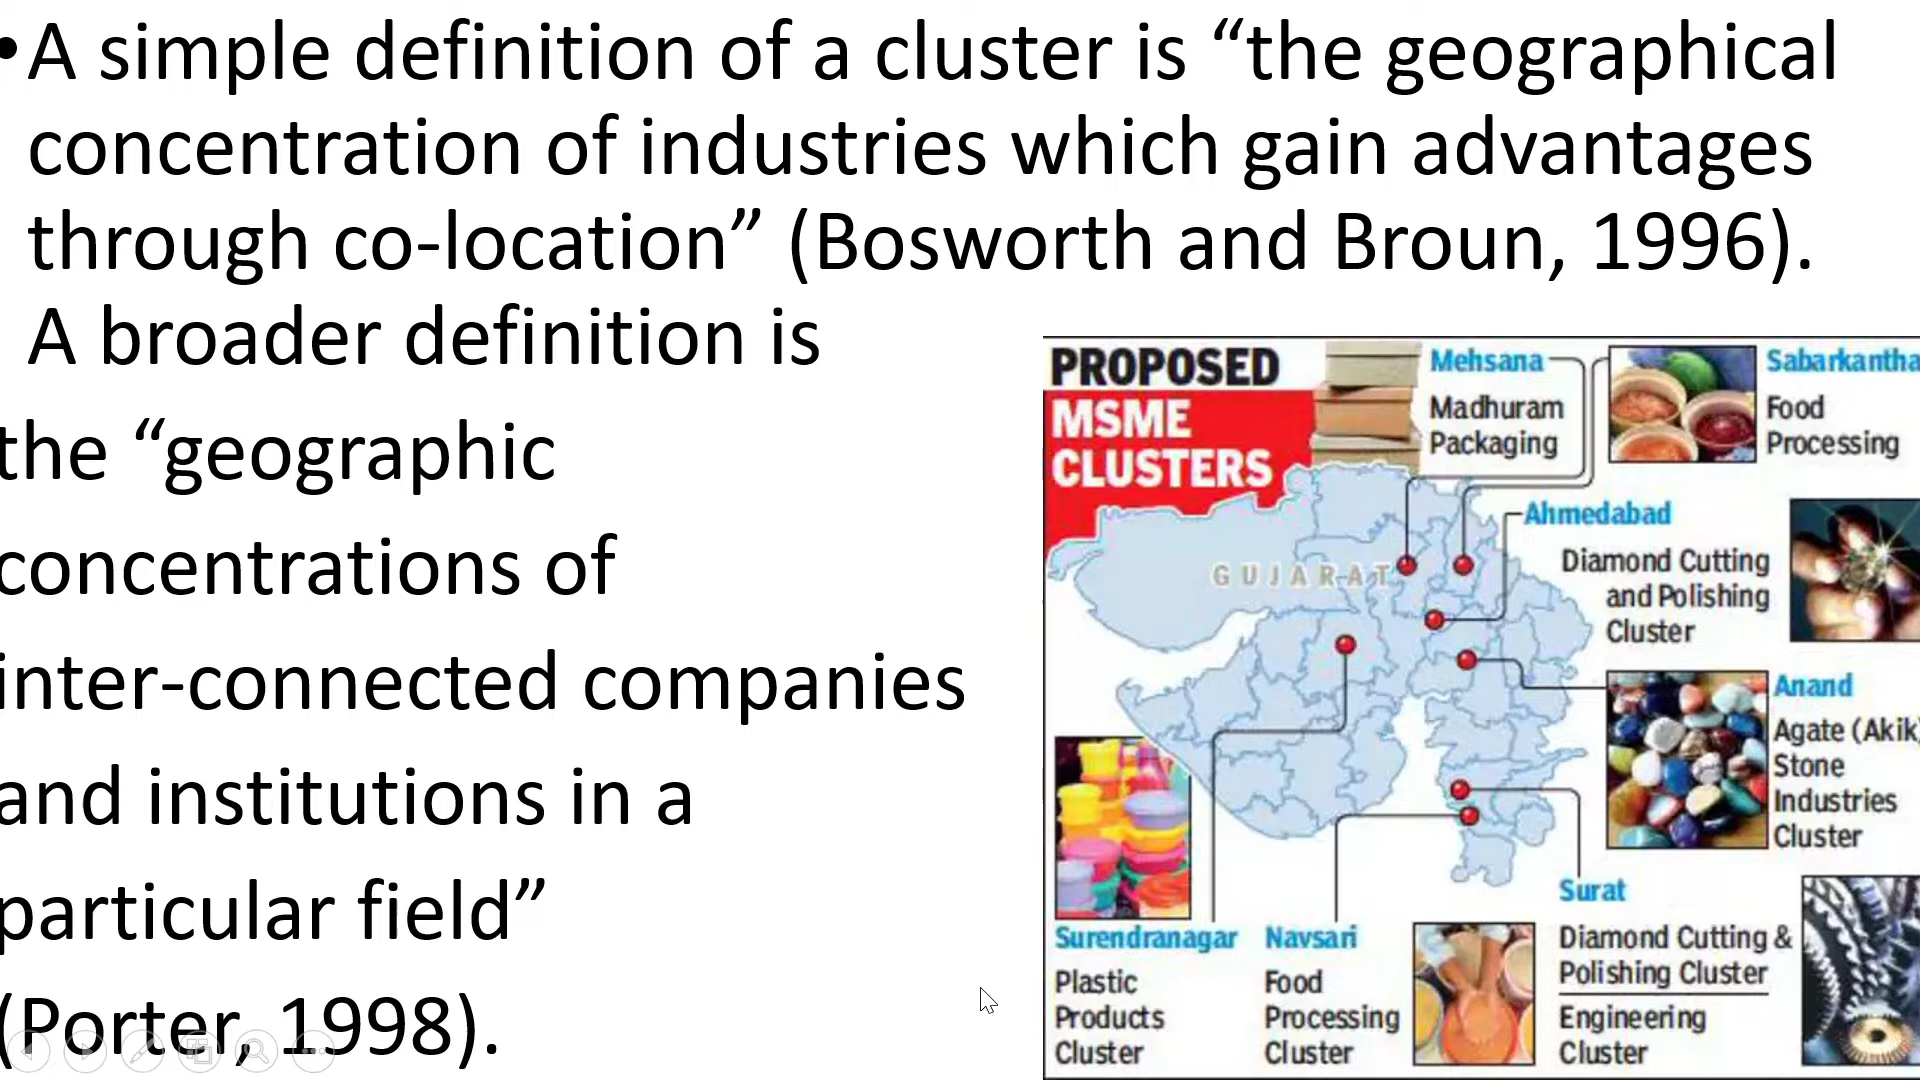 •A simple definition of a cluster is “the geographical
concentration of industries which gain advantages
through co-location” (Bosworth and Broun, 1996).
A broader definition is
the “geographic
concentrations of
inter-connected companies
and institutions in a
particular field”
(Porter, 1998).
PROPOSED
MSME
CLUSTERS
Mehsana
Madhuram
Packaging
Sabarkantha
Food
Processing
Ahmedabad
Diamond Cutting
and Polishing
Cluster
GUJARAT
Anand
Agate (Akik)
Stone
Industries
Cluster
Surendranagar
Plastic
Products
Cluster
Navsari
Food
Processing
Cluster
Surat
Diamond Cutting &
Polishing Cluster
Engineering
Cluster